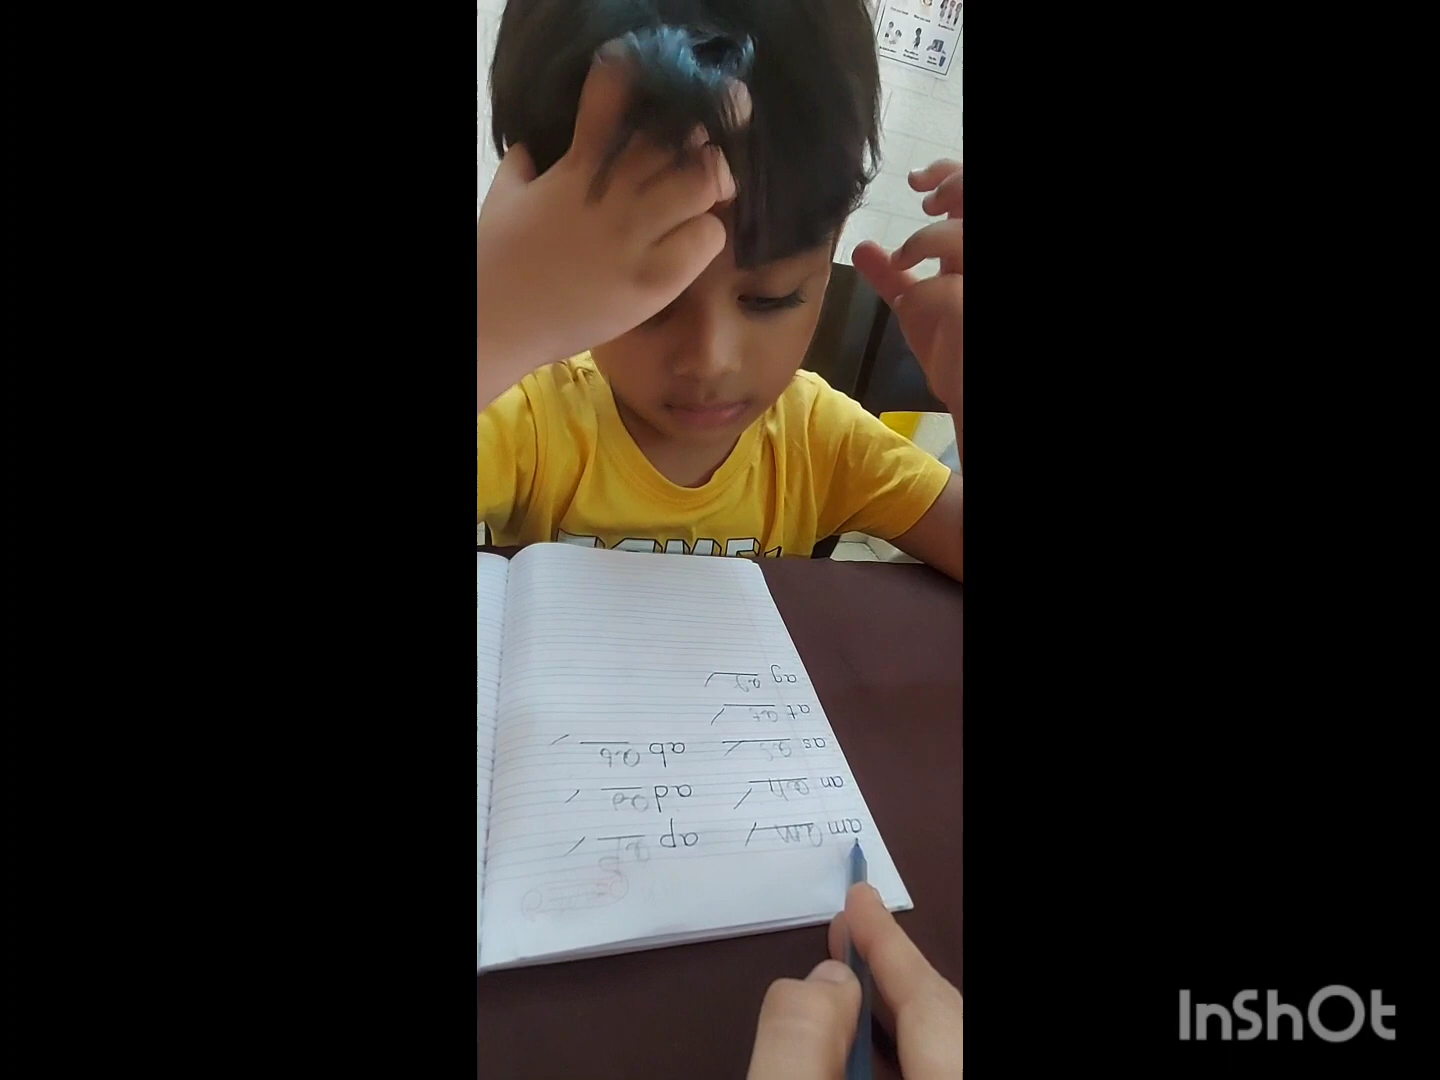 am am ap ap
an an ad ad
as as ab ab
at at
ag ag
InShOt